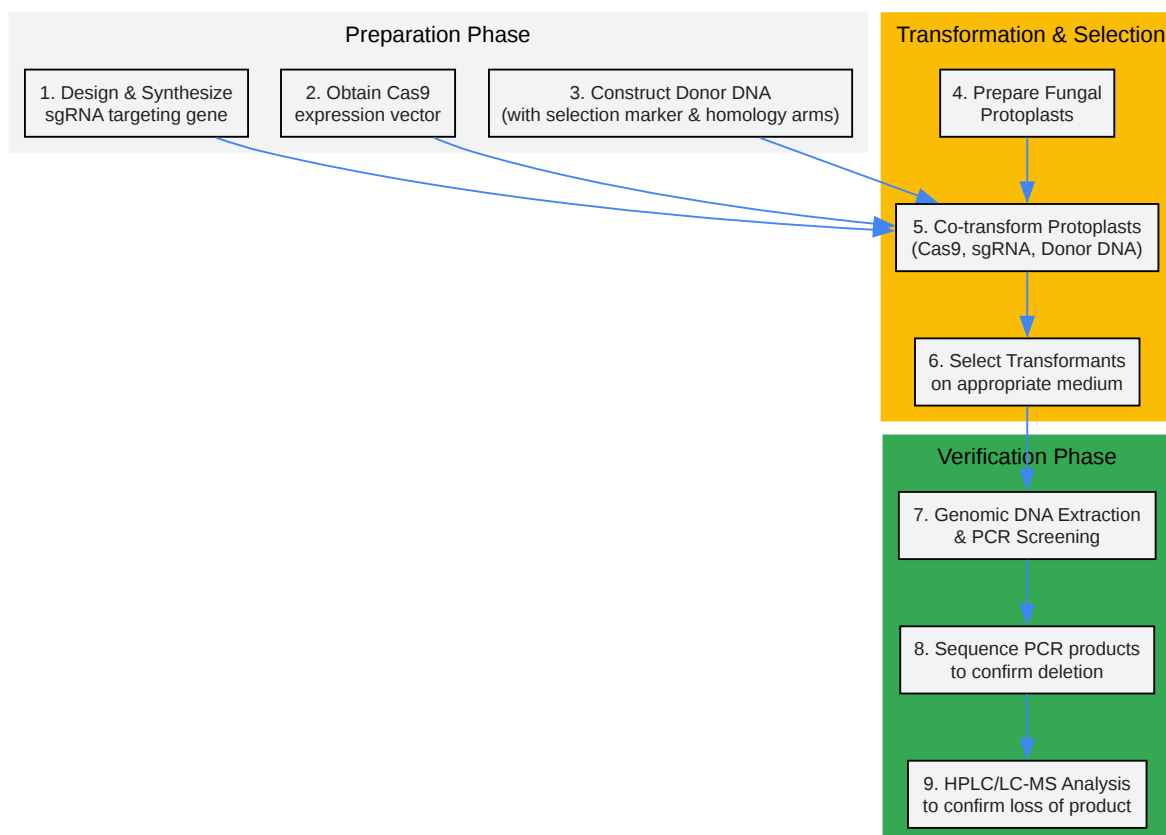 Preparation Phase
1. Design & Synthesize
sgRNA targeting gene
2. Obtain Cas9
expression vector
3. Construct Donor DNA
(with selection marker & homology arms)
Transformation & Selection
4. Prepare Fungal
Protoplasts
5. Co-transform Protoplasts
(Cas9, sgRNA, Donor DNA)
6. Select Transformants
on appropriate medium
Verification Phase
7. Genomic DNA Extraction
& PCR Screening
8. Sequence PCR products
to confirm deletion
9. HPLC/LC-MS Analysis
to confirm loss of product